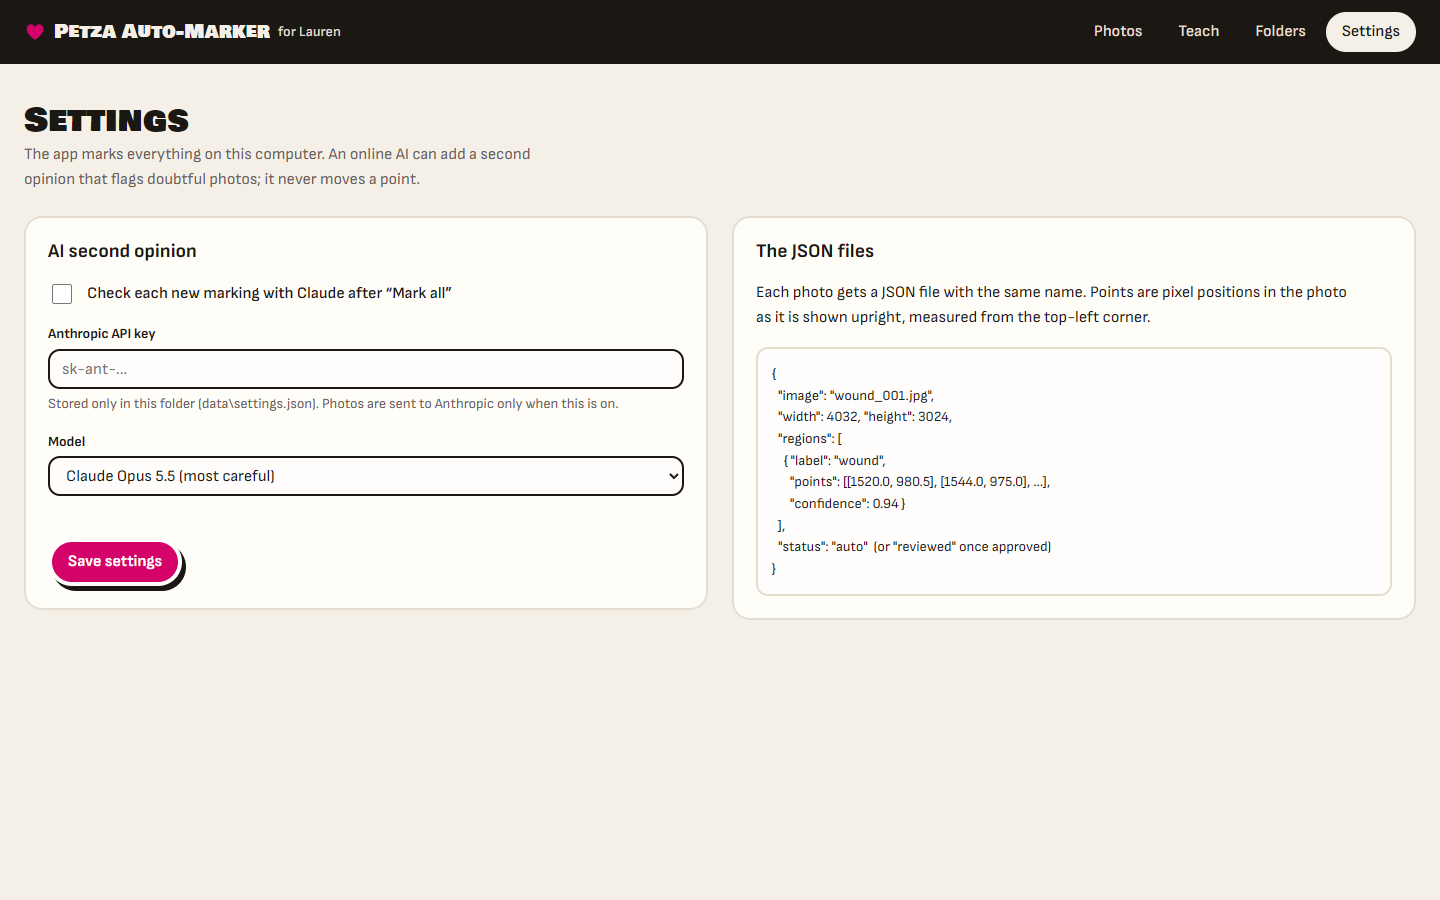 Petza Auto-Marker for Lauren
Photos
Teach
Folders
Settings
Settings
The app marks everything on this computer. An online AI can add a second
opinion that flags doubtful photos; it never moves a point.
AI second opinion
Check each new marking with Claude after “Mark all”
Anthropic API key
sk-ant-...
Stored only in this folder (data\settings.json). Photos are sent to Anthropic only when this is on.
Model
Claude Opus 5.5 (most careful)
Save settings
The JSON files
Each photo gets a JSON file with the same name. Points are pixel positions in the photo
as it is shown upright, measured from the top-left corner.
{
"image": "wound_001.jpg",
"width": 4032, "height": 3024,
"regions": [
{ "label": "wound",
"points": [[1520.0, 980.5], [1544.0, 975.0], ...],
"confidence": 0.94 }
],
"status": "auto" (or "reviewed" once approved)
}